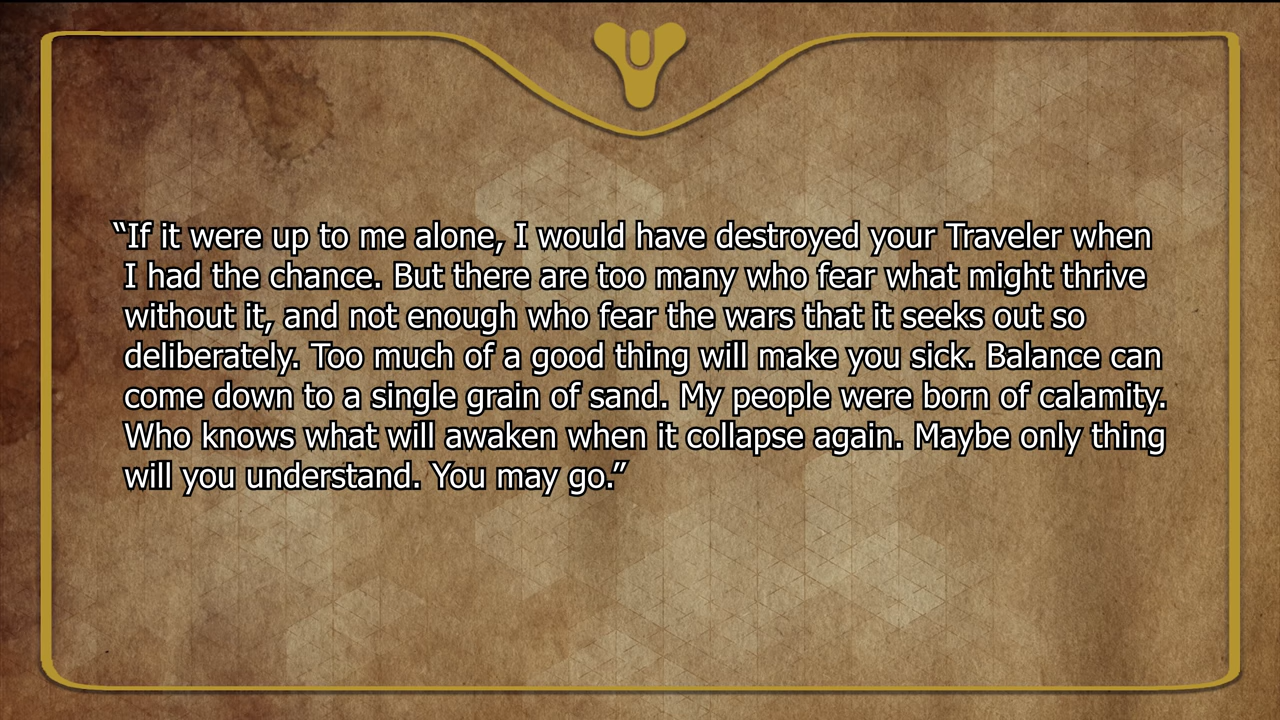 “If it were up to me alone, I would have destroyed your Traveler when
I had the chance. But there are too many who fear what might thrive
without it, and not enough who fear the wars that it seeks out so
deliberately. Too much of a good thing will make you sick. Balance can
come down to a single grain of sand. My people were born of calamity.
Who knows what will awaken when it collapse again. Maybe only thing
will you understand. You may go.”